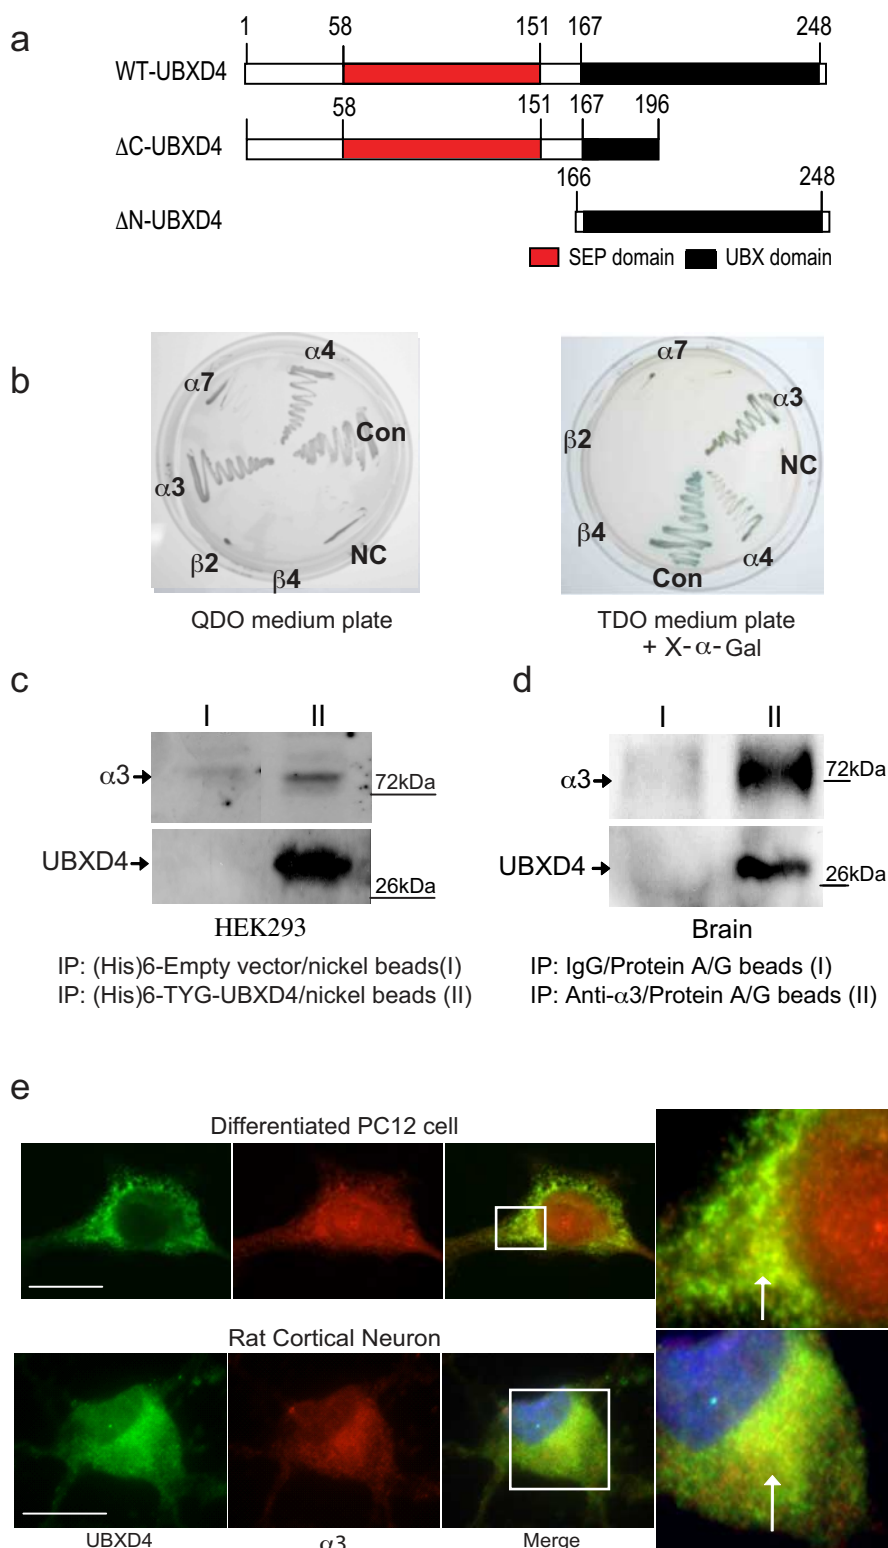 a
1 58 151 167 248
WT-UBXD4
58 151 167 196
ΔC-UBXD4
166 248
ΔN-UBXD4
SEP domain UBX domain
b
α4
α7
Con
α3
NC
β2
β4
QDO medium plate
α7
α3
β2
NC
β4
α4
Con
TDO medium plate
+ X-α-Gal
c
I II
α3
72kDa
UBXD4
26kDa
HEK293
IP: (His)6-Empty vector/nickel beads(I)
IP: (His)6-TYG-UBXD4/nickel beads (II)
d
I II
α3
72kDa
UBXD4
26kDa
Brain
IP: IgG/Protein A/G beads (I)
IP: Anti-α3/Protein A/G beads (II)
e
Differentiated PC12 cell
Rat Cortical Neuron
UBXD4 α3 Merge